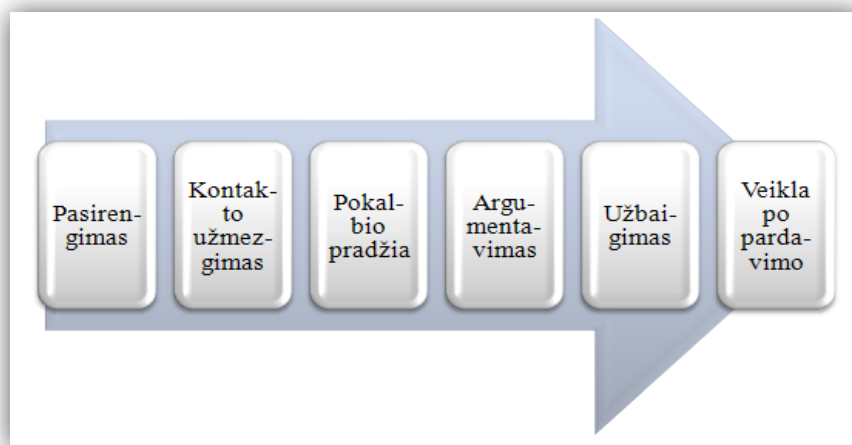 Pasiren-
gimas
Kontak-
to
užmez-
gimas
Pokal-
bio
pradžia
Argu-
menta-
vimas
Užbai-
gimas
Veikla
po
parda-
vimo